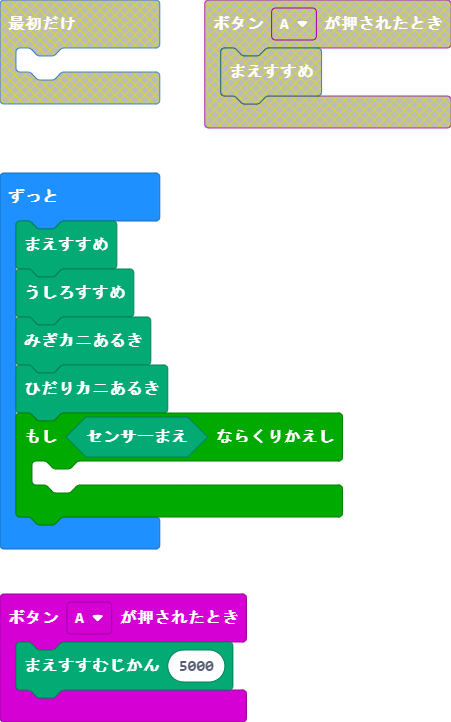 最初だけ
ボタン A が押されたとき
まえすすめ
ずっと
まえすすめ
うしろすすめ
みぎカニあるき
ひだりカニあるき
もし センサーまえ ならくりかえし
ボタン A が押されたとき
まえすすむじかん 5000